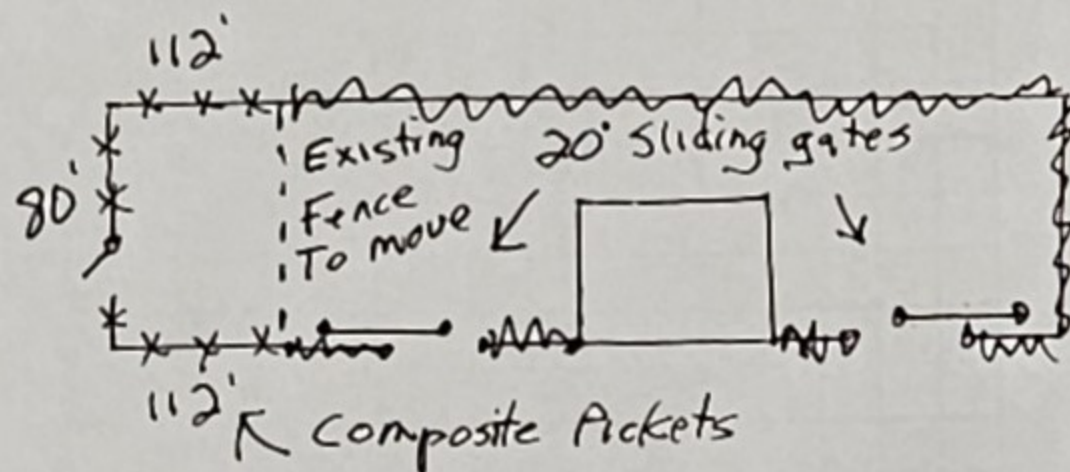 112'
Existing
20' Sliding gates
Fence
To move
80'
112'
Composite Pickets